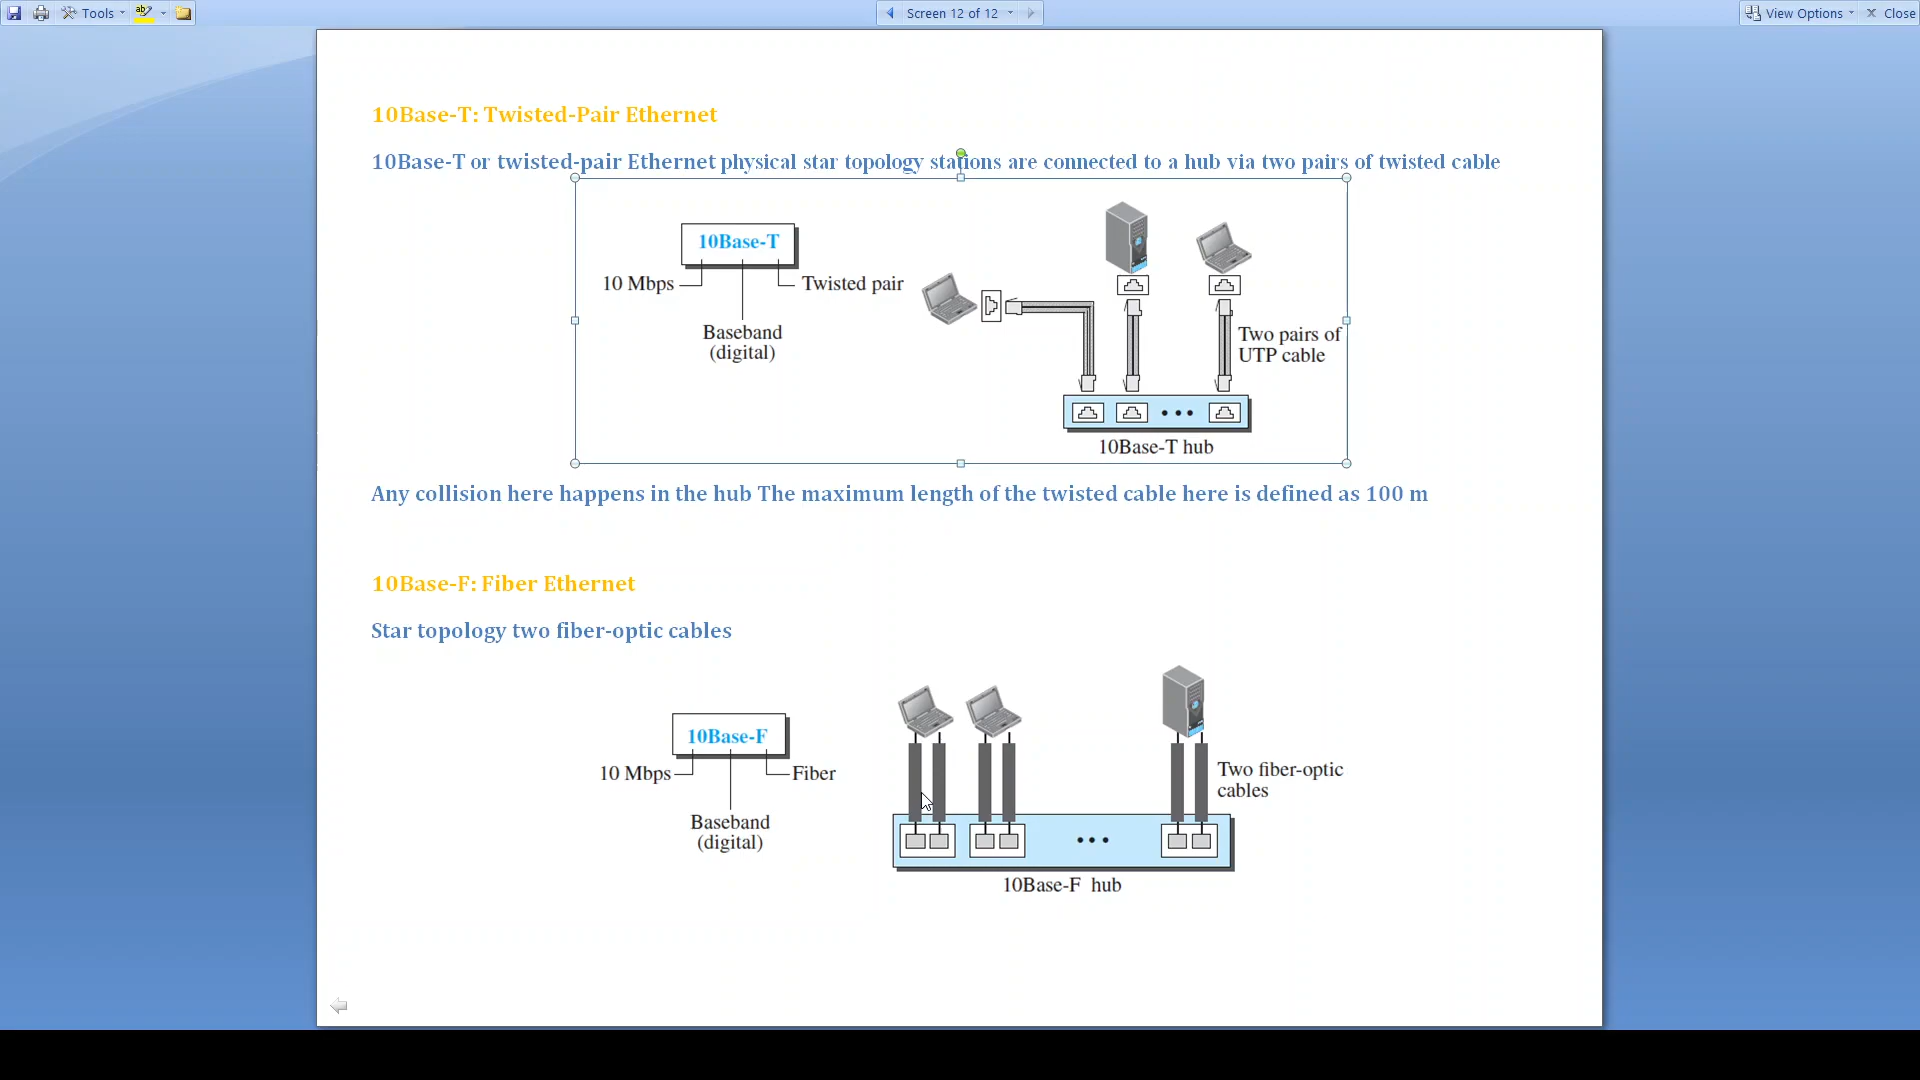 Tools
ab
Screen 12 of 12
View Options
Close
10Base-T: Twisted-Pair Ethernet
10Base-T or twisted-pair Ethernet physical star topology stations are connected to a hub via two pairs of twisted cable
10Base-T
10 Mbps
Twisted pair
Baseband
(digital)
Two pairs of
UTP cable
10Base-T hub
Any collision here happens in the hub The maximum length of the twisted cable here is defined as 100 m
10Base-F: Fiber Ethernet
Star topology two fiber-optic cables
10Base-F
10 Mbps
Fiber
Baseband
(digital)
Two fiber-optic
cables
10Base-F hub